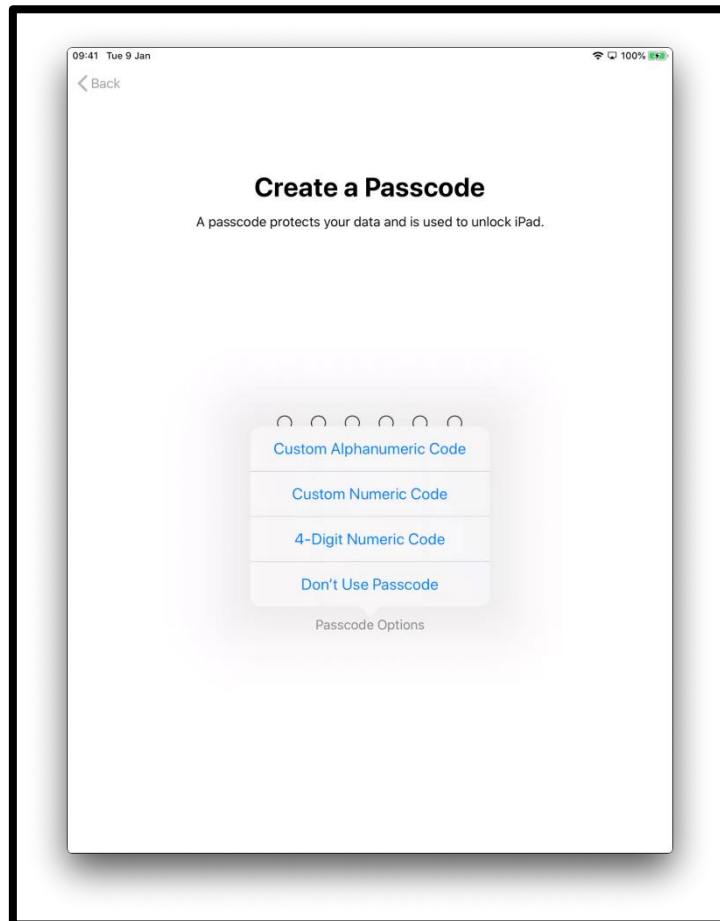 09:41 Tue 9 Jan 100%
Back
Create a Passcode
A passcode protects your data and is used to unlock iPad.
Custom Alphanumeric Code
Custom Numeric Code
4-Digit Numeric Code
Don't Use Passcode
Passcode Options